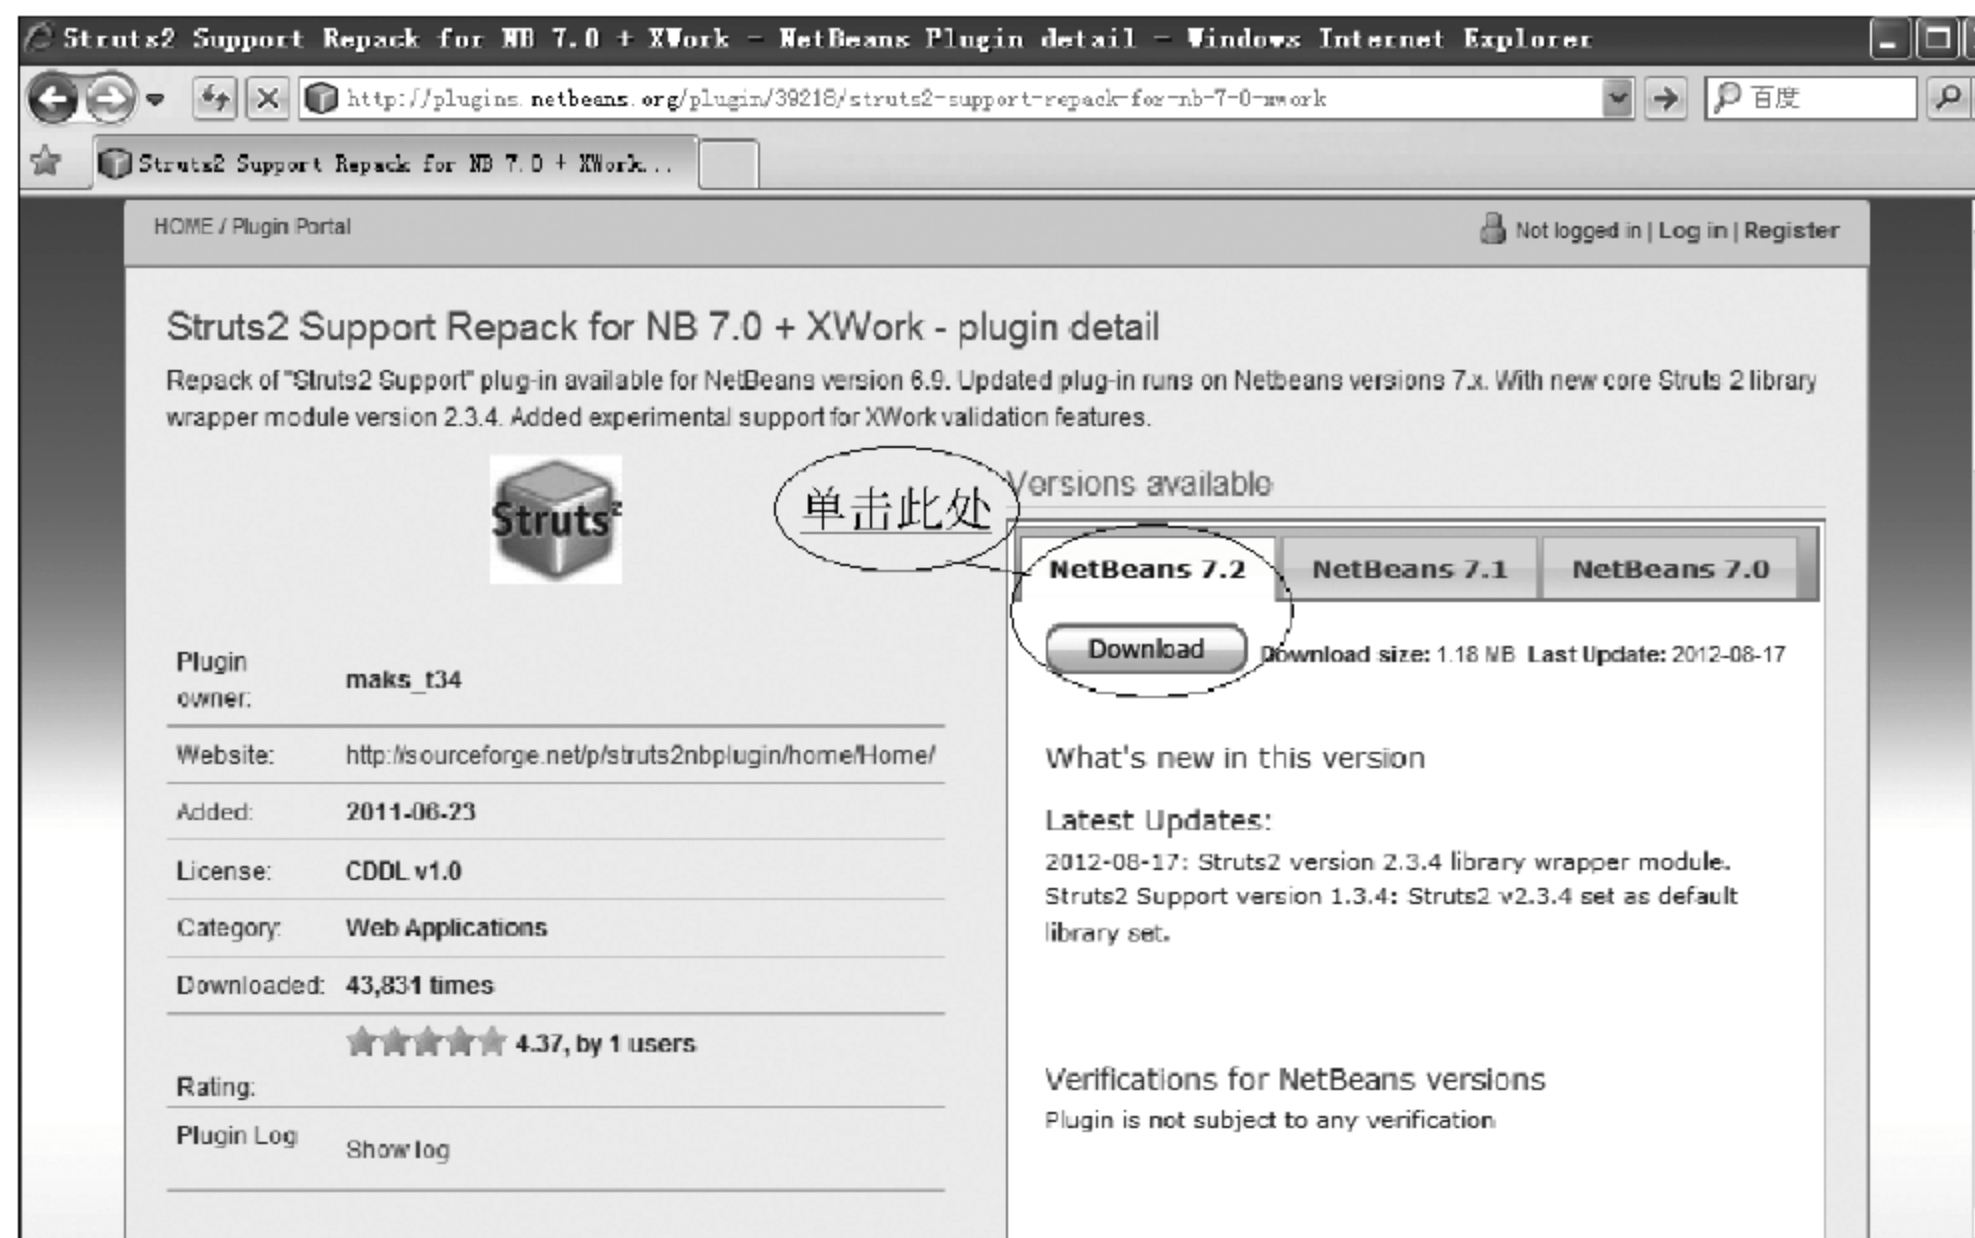 Struts2 Support Repack for NB 7.0 + XWork - NetBeans Plugin detail - Windows Internet Explorer
http://plugins.netbeans.org/plugin/39218/struts2-support-repack-for-nb-7-0-xwork
百度
Struts2 Support Repack for NB 7.0 + XWork...
HOME / Plugin Portal
Not logged in | Log in | Register
Struts2 Support Repack for NB 7.0 + XWork - plugin detail
Repack of "Struts2 Support" plug-in available for NetBeans version 6.9. Updated plug-in runs on Netbeans versions 7.x. With new core Struts 2 library
wrapper module version 2.3.4. Added experimental support for XWork validation features.
Struts²
单击此处
Plugin
owner:
maks_t34
Website:
http://sourceforge.net/p/struts2nbplugin/home/Home/
Added:
2011-06-23
License:
CDDL v1.0
Category:
Web Applications
Downloaded:
43,831 times
4.37, by 1 users
Rating:
Plugin Log
Show log
Versions available
NetBeans 7.2
NetBeans 7.1
NetBeans 7.0
Download
Download size: 1.18 MB Last Update: 2012-08-17
What's new in this version
Latest Updates:
2012-08-17: Struts2 version 2.3.4 library wrapper module.
Struts2 Support version 1.3.4: Struts2 v2.3.4 set as default
library set.
Verifications for NetBeans versions
Plugin is not subject to any verification